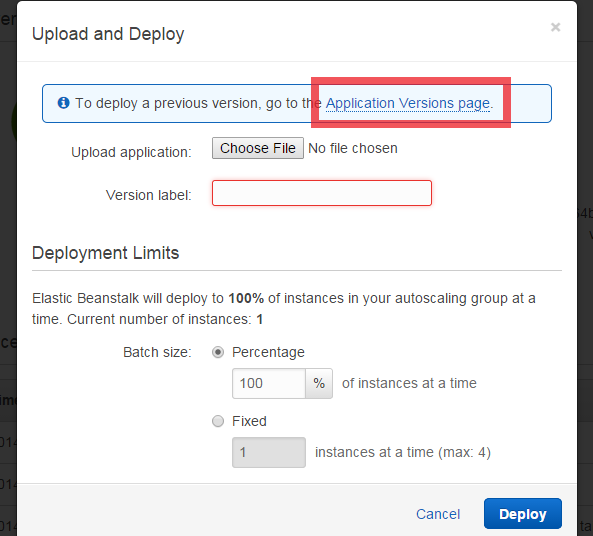 Upload and Deploy
×
To deploy a previous version, go to the Application Versions page.
Upload application: Choose File No file chosen
Version label:
Deployment Limits
Elastic Beanstalk will deploy to 100% of instances in your autoscaling group at a
time. Current number of instances: 1
Batch size: Percentage
100 % of instances at a time
Fixed
1 instances at a time (max: 4)
Cancel Deploy